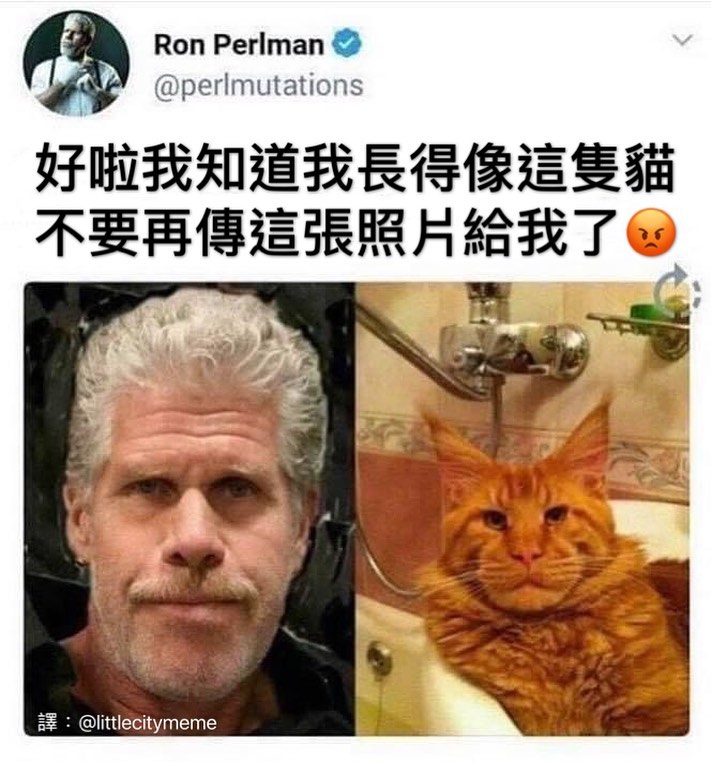 Ron Perlman
@perlmutations
好啦我知道我長得像這隻貓
不要再傳這張照片給我了😡
譯：@littlecitymeme